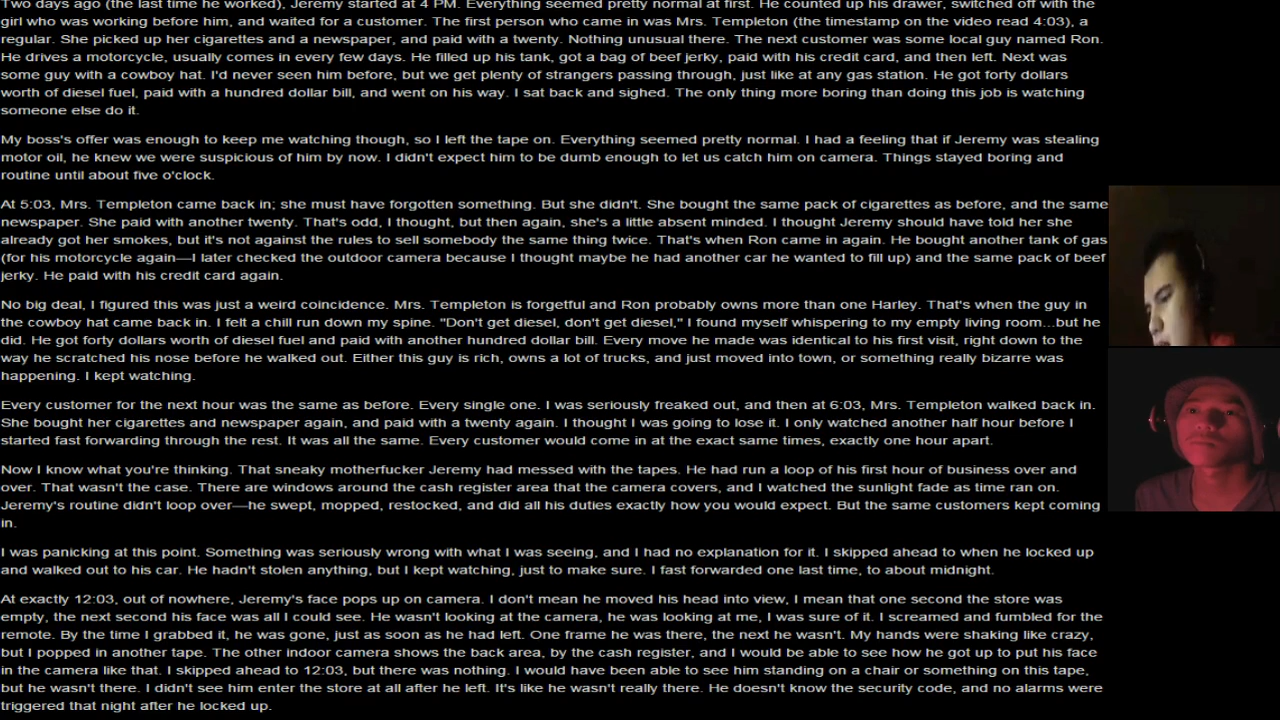 Two days ago (the last time he worked), Jeremy started at 4 PM. Everything seemed pretty normal at first. He counted up his drawer, switched off with the
girl who was working before him, and waited for a customer. The first person who came in was Mrs. Templeton (the timestamp on the video read 4:03), a
regular. She picked up her cigarettes and a newspaper, and paid with a twenty. Nothing unusual there. The next customer was some local guy named Ron.
He drives a motorcycle, usually comes in every few days. He filled up his tank, got a bag of beef jerky, paid with his credit card, and then left. Next was
some guy with a cowboy hat. I'd never seen him before, but we get plenty of strangers passing through, just like at any gas station. He got forty dollars
worth of diesel fuel, paid with a hundred dollar bill, and went on his way. I sat back and sighed. The only thing more boring than doing this job is watching
someone else do it.
My boss's offer was enough to keep me watching though, so I left the tape on. Everything seemed pretty normal. I had a feeling that if Jeremy was stealing
motor oil, he knew we were suspicious of him by now. I didn't expect him to be dumb enough to let us catch him on camera. Things stayed boring and
routine until about five o'clock.
At 5:03, Mrs. Templeton came back in; she must have forgotten something. But she didn't. She bought the same pack of cigarettes as before, and the same
newspaper. She paid with another twenty. That's odd, I thought, but then again, she's a little absent minded. I thought Jeremy should have told her she
already got her smokes, but it's not against the rules to sell somebody the same thing twice. That's when Ron came in again. He bought another tank of gas
(for his motorcycle again—I later checked the outdoor camera because I thought maybe he had another car he wanted to fill up) and the same pack of beef
jerky. He paid with his credit card again.
No big deal, I figured this was just a weird coincidence. Mrs. Templeton is forgetful and Ron probably owns more than one Harley. That's when the guy in
the cowboy hat came back in. I felt a chill run down my spine. "Don't get diesel, don't get diesel," I found myself whispering to my empty living room...but he
did. He got forty dollars worth of diesel fuel and paid with another hundred dollar bill. Every move he made was identical to his first visit, right down to the
way he scratched his nose before he walked out. Either this guy is rich, owns a lot of trucks, and just moved into town, or something really bizarre was
happening. I kept watching.
Every customer for the next hour was the same as before. Every single one. I was seriously freaked out, and then at 6:03, Mrs. Templeton walked back in.
She bought her cigarettes and newspaper again, and paid with a twenty again. I thought I was going to lose it. I only watched another half hour before I
started fast forwarding through the rest. It was all the same. Every customer would come in at the exact same times, exactly one hour apart.
Now I know what you're thinking. That sneaky motherfucker Jeremy had messed with the tapes. He had run a loop of his first hour of business over and
over. That wasn't the case. There are windows around the cash register area that the camera covers, and I watched the sunlight fade as time ran on.
Jeremy's routine didn't loop over—he swept, mopped, restocked, and did all his duties exactly how you would expect. But the same customers kept coming
in.
I was panicking at this point. Something was seriously wrong with what I was seeing, and I had no explanation for it. I skipped ahead to when he locked up
and walked out to his car. He hadn't stolen anything, but I kept watching, just to make sure. I fast forwarded one last time, to about midnight.
At exactly 12:03, out of nowhere, Jeremy's face pops up on camera. I don't mean he moved his head into view, I mean that one second the store was
empty, the next second his face was all I could see. He wasn't looking at the camera, he was looking at me, I was sure of it. I screamed and fumbled for the
remote. By the time I grabbed it, he was gone, just as soon as he had left. One frame he was there, the next he wasn't. My hands were shaking like crazy,
but I popped in another tape. The other indoor camera shows the back area, by the cash register, and I would be able to see how he got up to put his face
in the camera like that. I skipped ahead to 12:03, but there was nothing. I would have been able to see him standing on a chair or something on this tape,
but he wasn't there. I didn't see him enter the store at all after he left. It's like he wasn't really there. He doesn't know the security code, and no alarms were
triggered that night after he locked up.